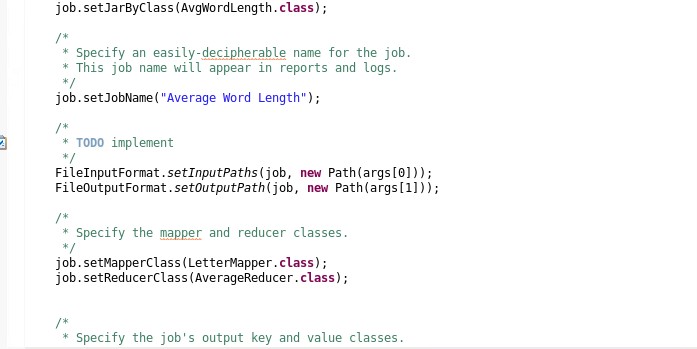 job.setJarByClass(AvgWordLength.class);
/*
* Specify an easily-decipherable name for the job.
* This job name will appear in reports and logs.
*/
job.setJobName("Average Word Length");
/*
* TODO implement
*/
FileInputFormat.setInputPaths(job, new Path(args[0]));
FileOutputFormat.setOutputPath(job, new Path(args[1]));
/*
* Specify the mapper and reducer classes.
*/
job.setMapperClass(LetterMapper.class);
job.setReducerClass(AverageReducer.class);
/*
* Specify the job's output key and value classes.